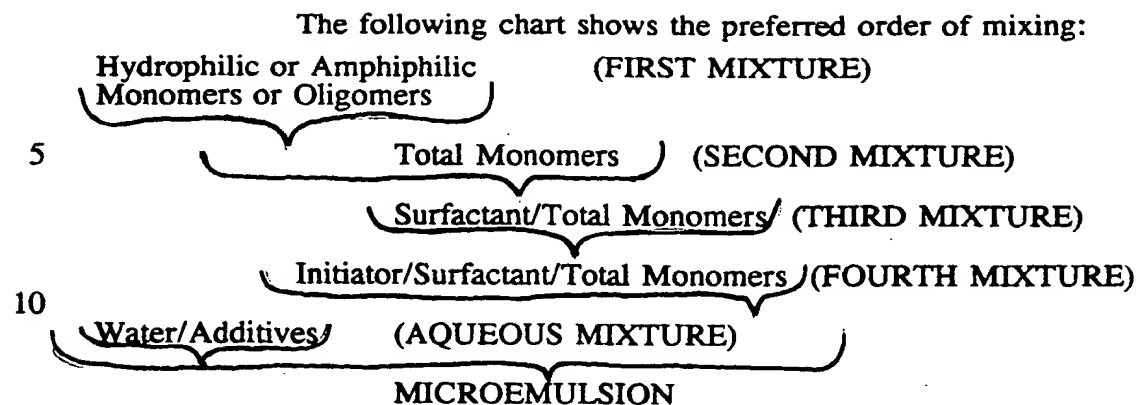 The following chart shows the preferred order of mixing:
Hydrophilic or Amphiphilic (FIRST MIXTURE)
Monomers or Oligomers
5 Total Monomers (SECOND MIXTURE)
Surfactant/Total Monomers (THIRD MIXTURE)
Initiator/Surfactant/Total Monomers (FOURTH MIXTURE)
10
Water/Additives (AQUEOUS MIXTURE)
MICROEMULSION